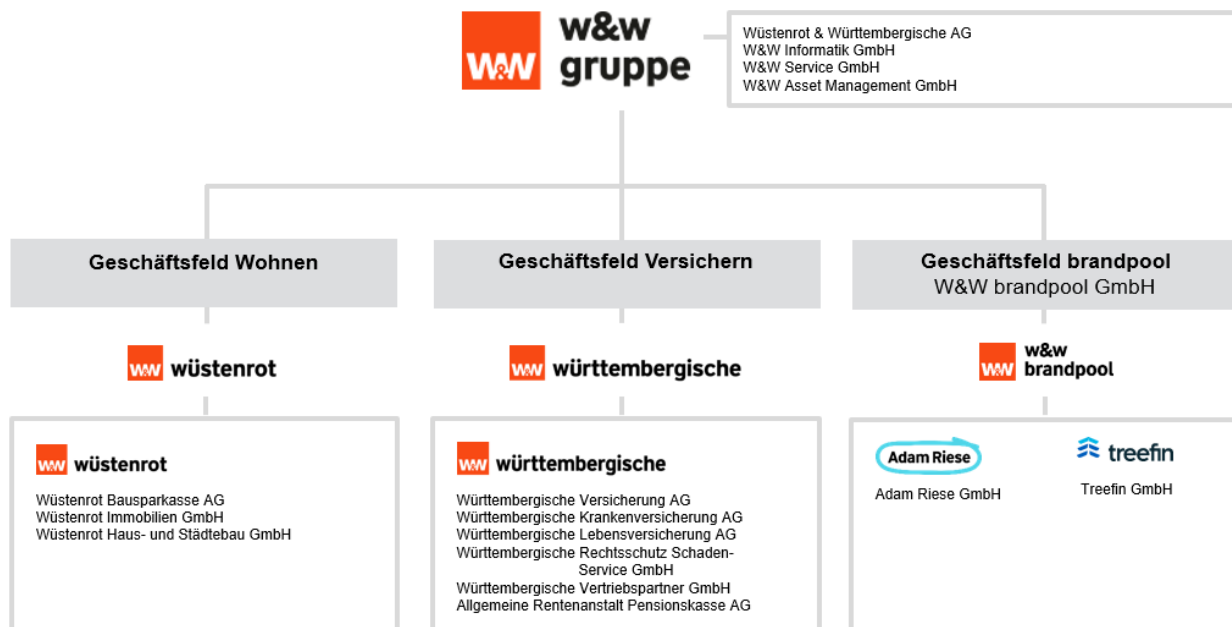 W&W
w&w
gruppe
Wüstenrot & Württembergische AG
W&W Informatik GmbH
W&W Service GmbH
W&W Asset Management GmbH
Geschäftsfeld Wohnen
Geschäftsfeld Versichern
Geschäftsfeld brandpool
W&W brandpool GmbH
W&W wüstenrot
W&W württembergische
W&W w&w
brandpool
W&W wüstenrot
Wüstenrot Bausparkasse AG
Wüstenrot Immobilien GmbH
Wüstenrot Haus- und Städtebau GmbH
W&W württembergische
Württembergische Versicherung AG
Württembergische Krankenversicherung AG
Württembergische Lebensversicherung AG
Württembergische Rechtsschutz Schaden-
Service GmbH
Württembergische Vertriebspartner GmbH
Allgemeine Rentenanstalt Pensionskasse AG
Adam Riese
Adam Riese GmbH
treefin
Treefin GmbH